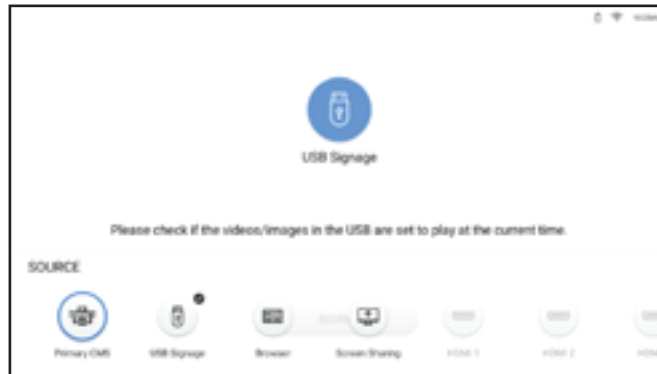 USB Signage
Please check if the videos/images in the USB are set to play at the current time.
SOURCE
Primary CMS USB Signage Browser Screen Sharing HDMI 1 HDMI 2 HDMI